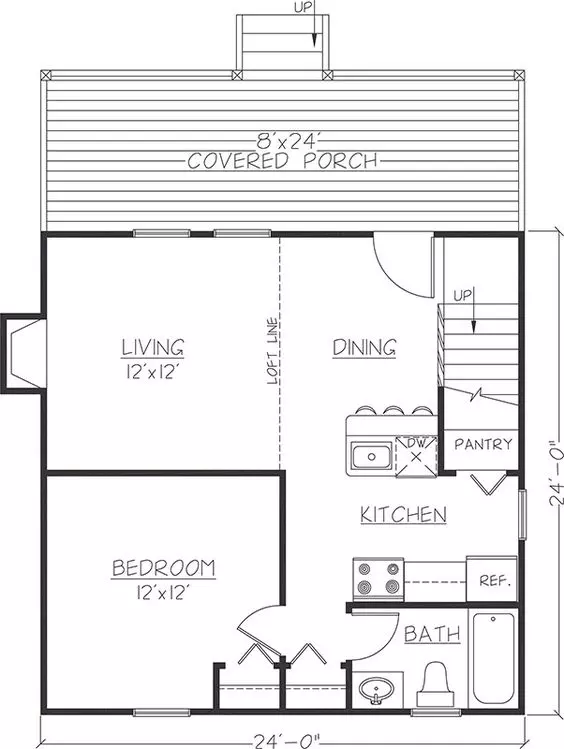 UP
8'x24'
COVERED PORCH
UP
LIVING
12'x12'
LOFT LINE
DINING
DW
PANTRY
24'-0"
KITCHEN
BEDROOM
12'x12'
REF.
BATH
24'-0"